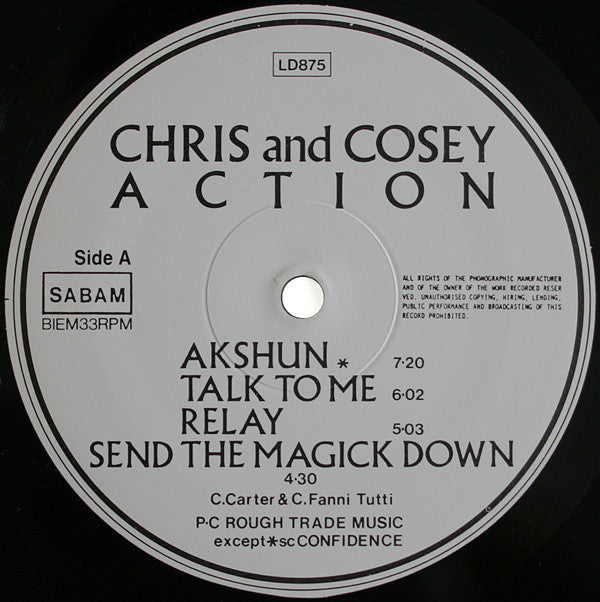 LD875
CHRIS and COSEY
ACTION
Side A
SABAM
BIEM33RPM
ALL RIGHTS OF THE PHONOGRAPHIC MANUFACTURER
AND OF THE OWNER OF THE WORK RECORDED RESER
VED. UNAUTHORISED COPYING, HIRING, LENDING,
PUBLIC PERFORMANCE AND BROADCASTING OF THIS
RECORD PROHIBITED.
AKSHUN * 7·20
TALK TO ME 6·02
RELAY 5·03
SEND THE MAGICK DOWN
4·30
C.Carter & C.Fanni Tutti
P·C ROUGH TRADE MUSIC
except*sc CONFIDENCE